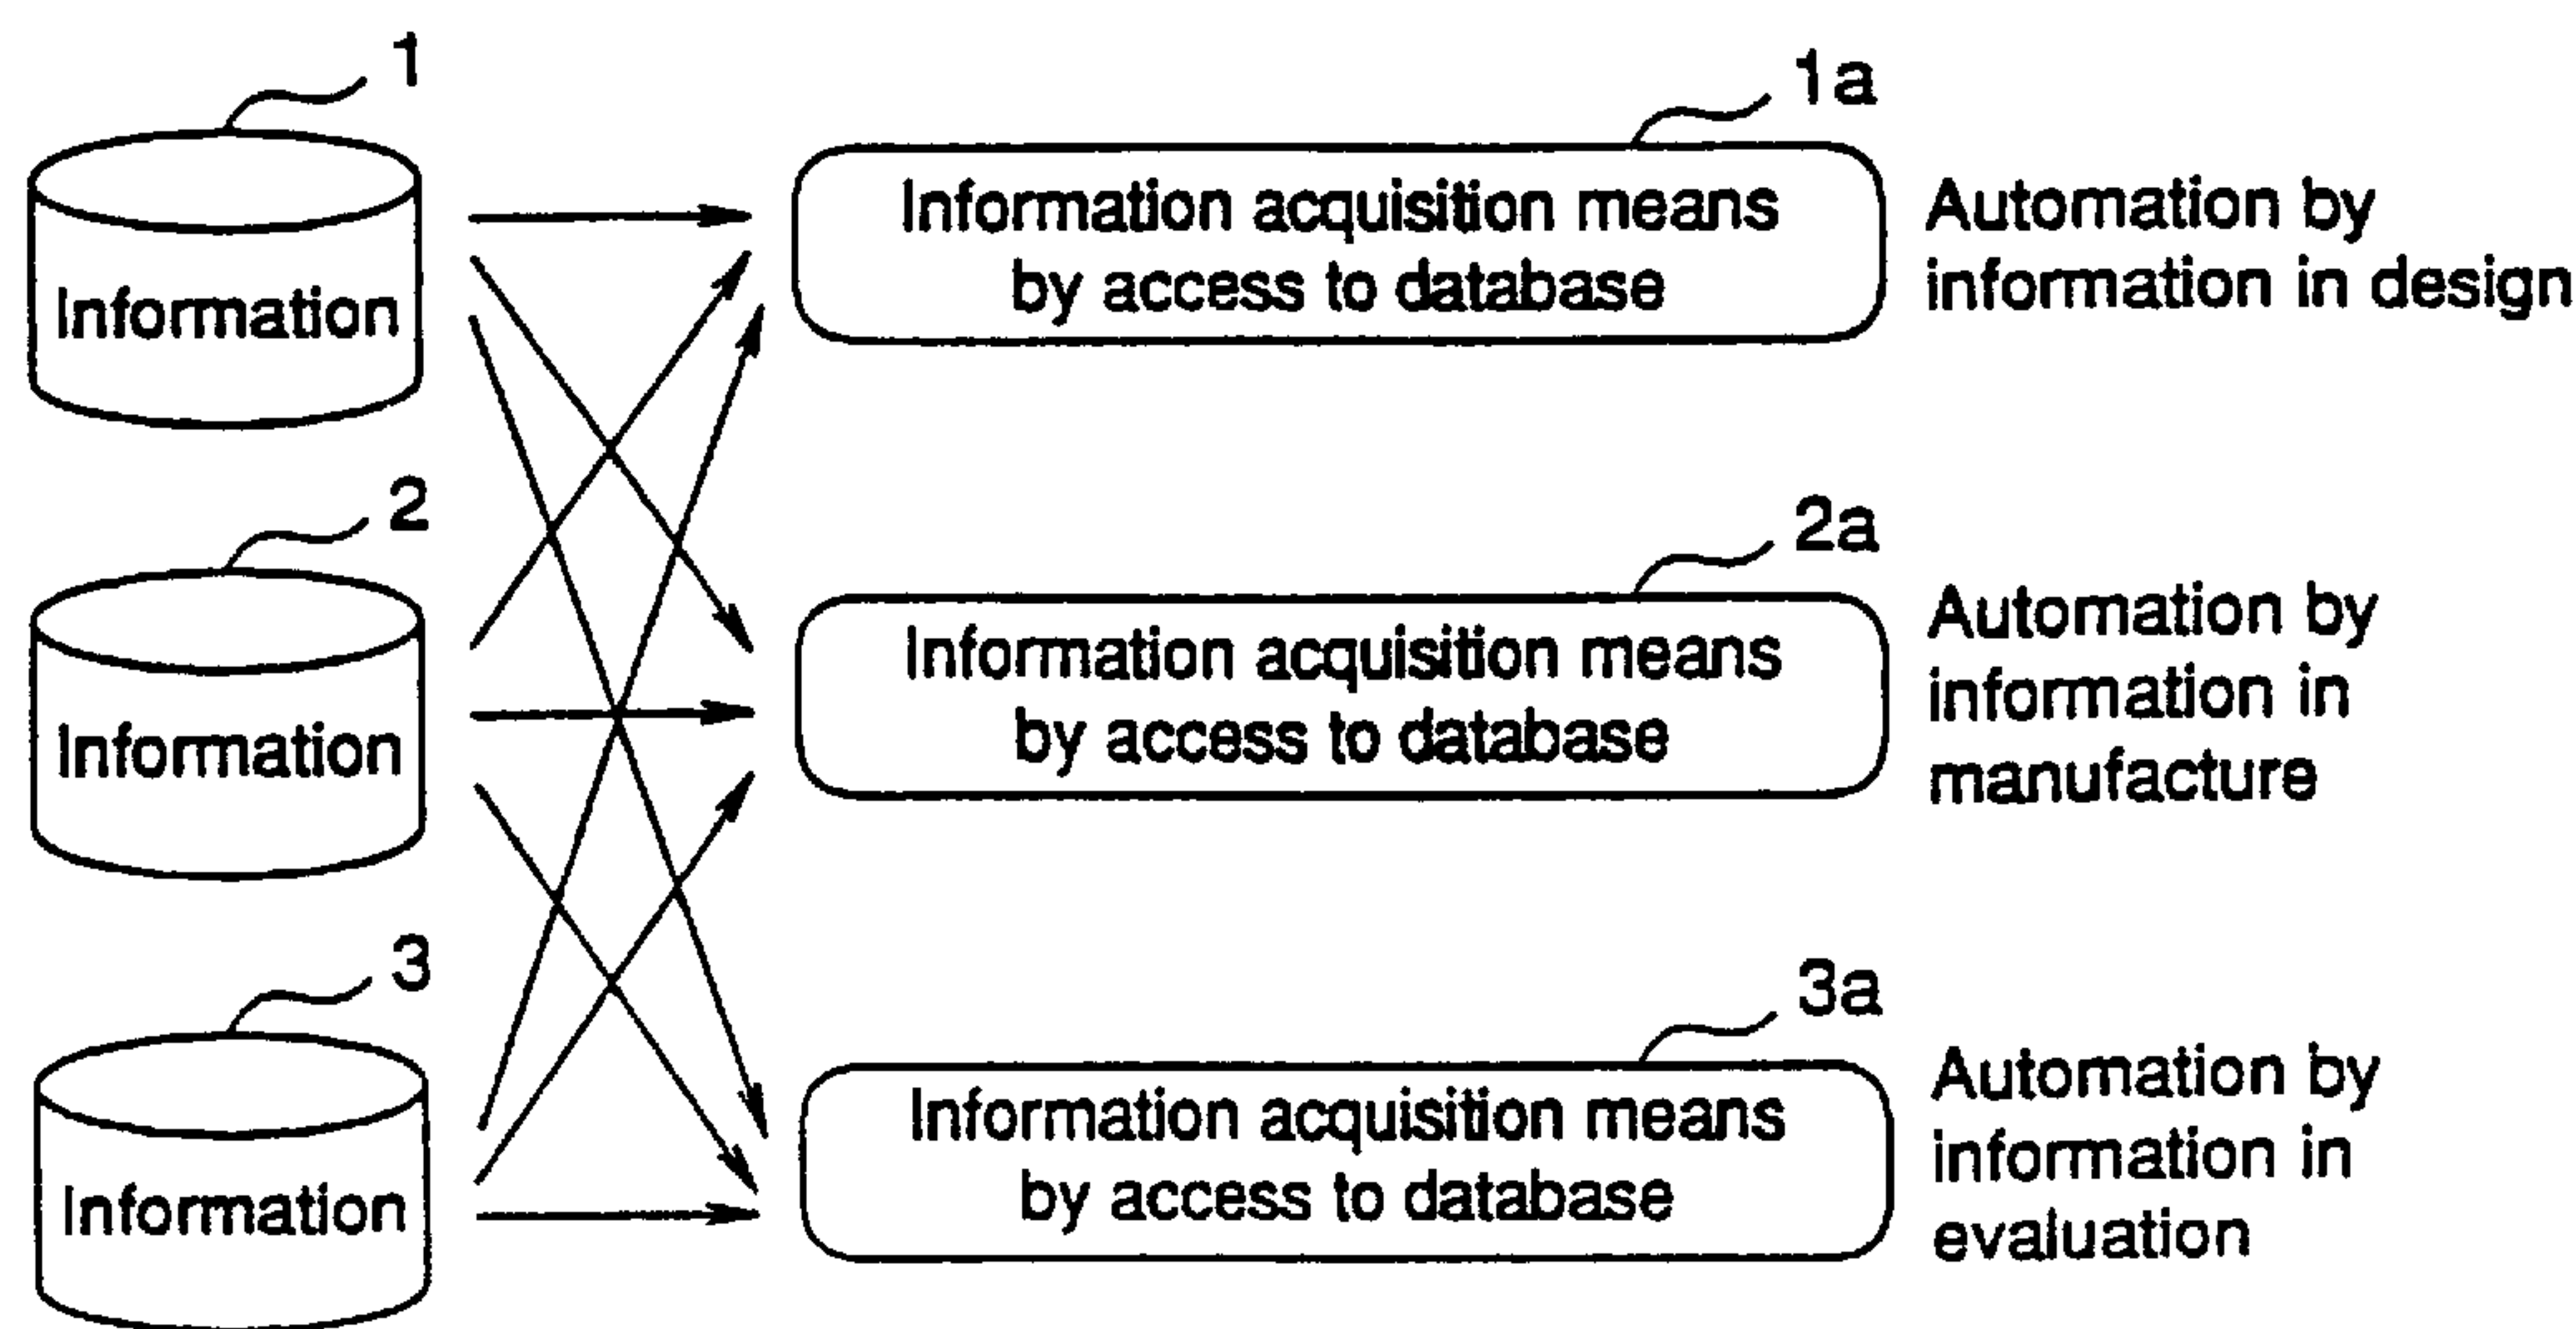 1
Information
1a
Information acquisition means
by access to database
Automation by
information in design
2
Information
2a
Information acquisition means
by access to database
Automation by
information in
manufacture
3
Information
3a
Information acquisition means
by access to database
Automation by
information in
evaluation